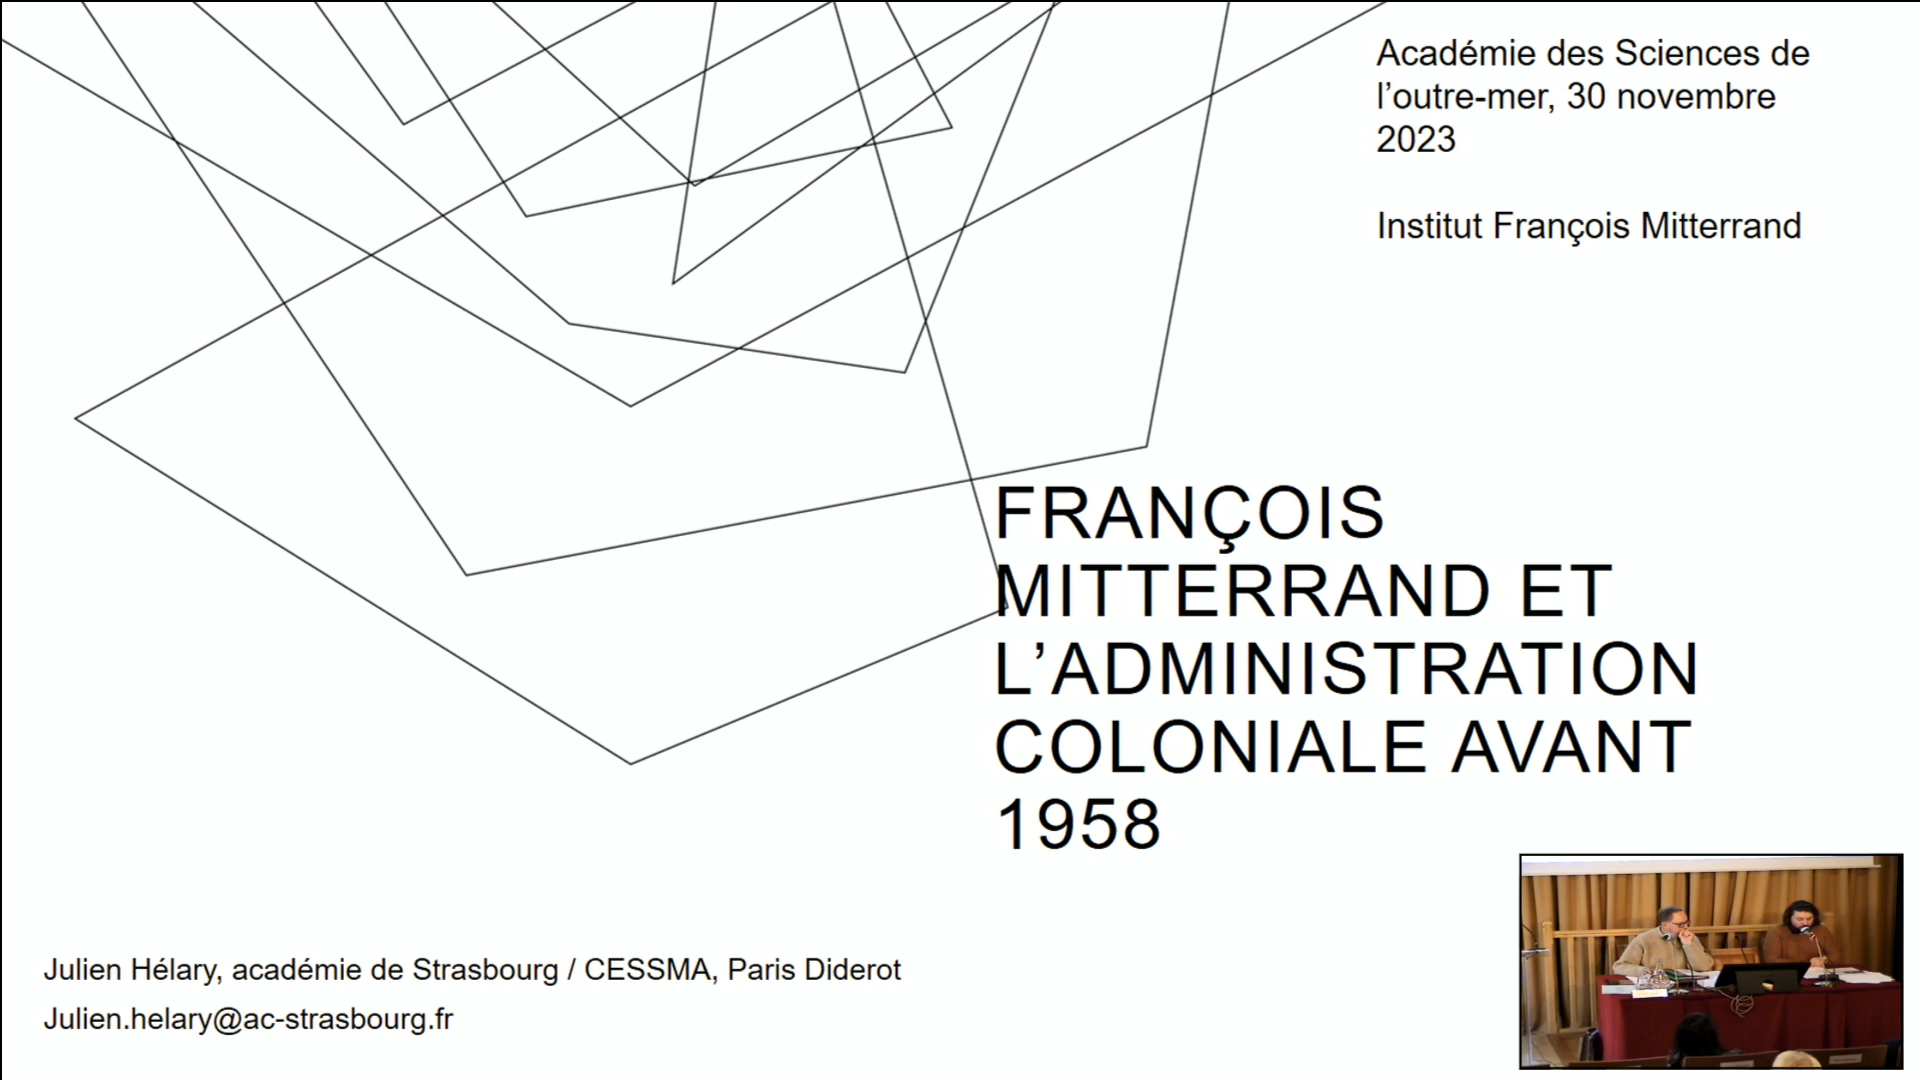 Académie des Sciences de
l’outre-mer, 30 novembre
2023
Institut François Mitterrand
FRANÇOIS
MITTERRAND ET
L’ADMINISTRATION
COLONIALE AVANT
1958
Julien Hélary, académie de Strasbourg / CESSMA, Paris Diderot
Julien.helary@ac-strasbourg.fr